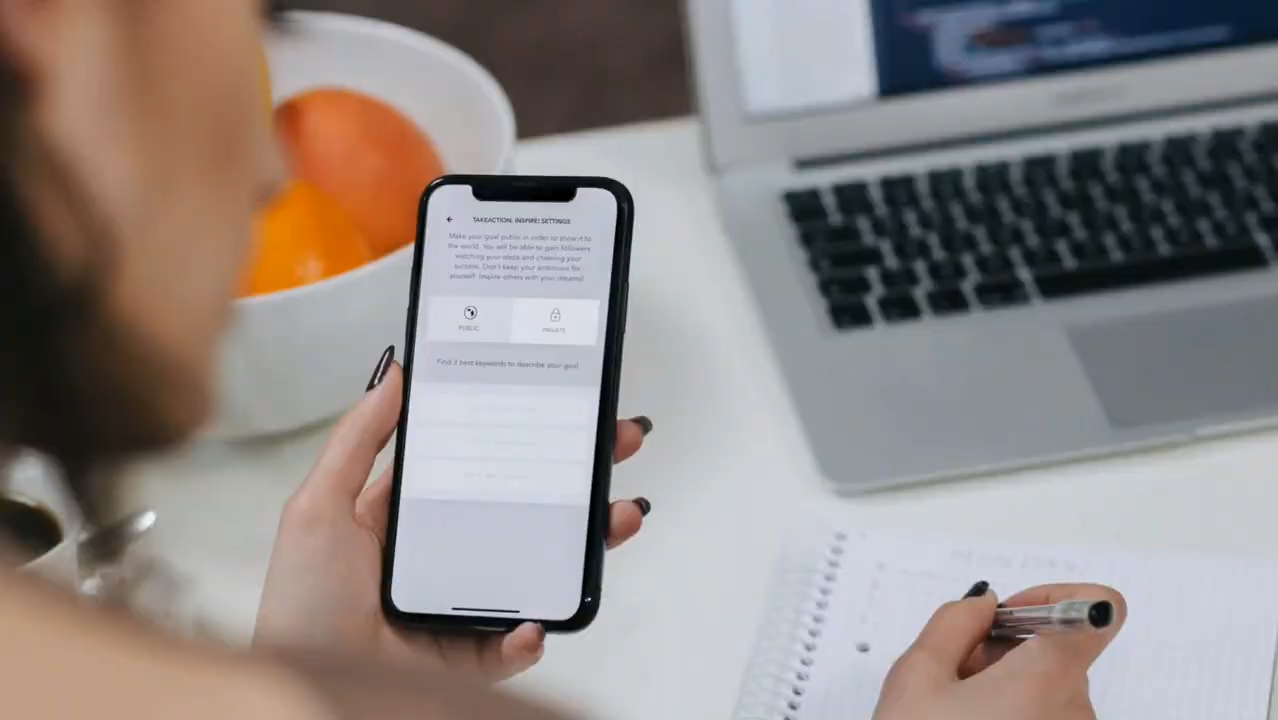 TAKEACTION. INSPIRE! SETTINGS
Make your goal public in order to show it to
the world. You will be able to gain followers
watching your steps and cheering your
success. Don't keep your ambitions for
yourself. Inspire others with your dreams!
PUBLIC
PRIVATE
Find 3 best keywords to describe your goal